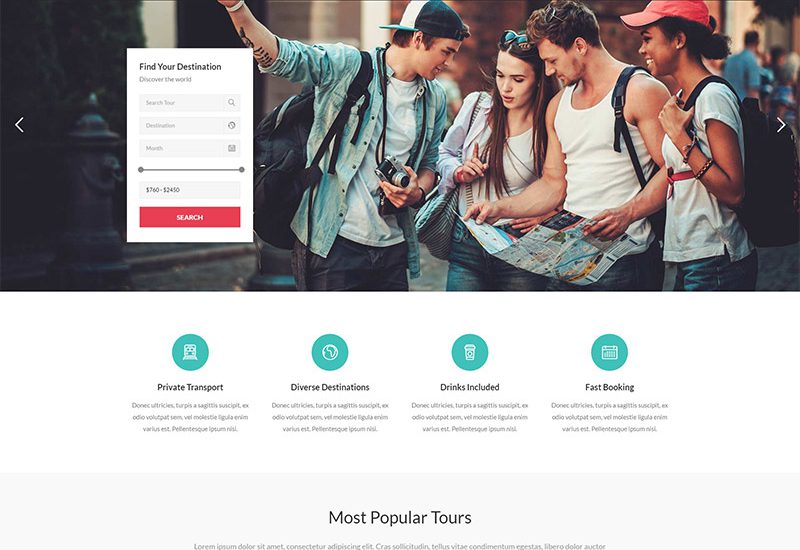 Find Your Destination
Discover the world
Search Tour
Destination
Month
$760 - $2450
SEARCH
Private Transport
Donec ultricies, turpis a sagittis suscipit, ex
odio volutpat sem, vel molestie ligula enim
varius est. Pellentesque ipsum nisi.
Diverse Destinations
Donec ultricies, turpis a sagittis suscipit, ex
odio volutpat sem, vel molestie ligula enim
varius est. Pellentesque ipsum nisi.
Drinks Included
Donec ultricies, turpis a sagittis suscipit, ex
odio volutpat sem, vel molestie ligula enim
varius est. Pellentesque ipsum nisi.
Fast Booking
Donec ultricies, turpis a sagittis suscipit, ex
odio volutpat sem, vel molestie ligula enim
varius est. Pellentesque ipsum nisi.
Most Popular Tours
Lorem ipsum dolor sit amet, consectetur adipiscing elit. Cras sollicitudin, tellus vitae condimentum egestas, libero dolor auctor